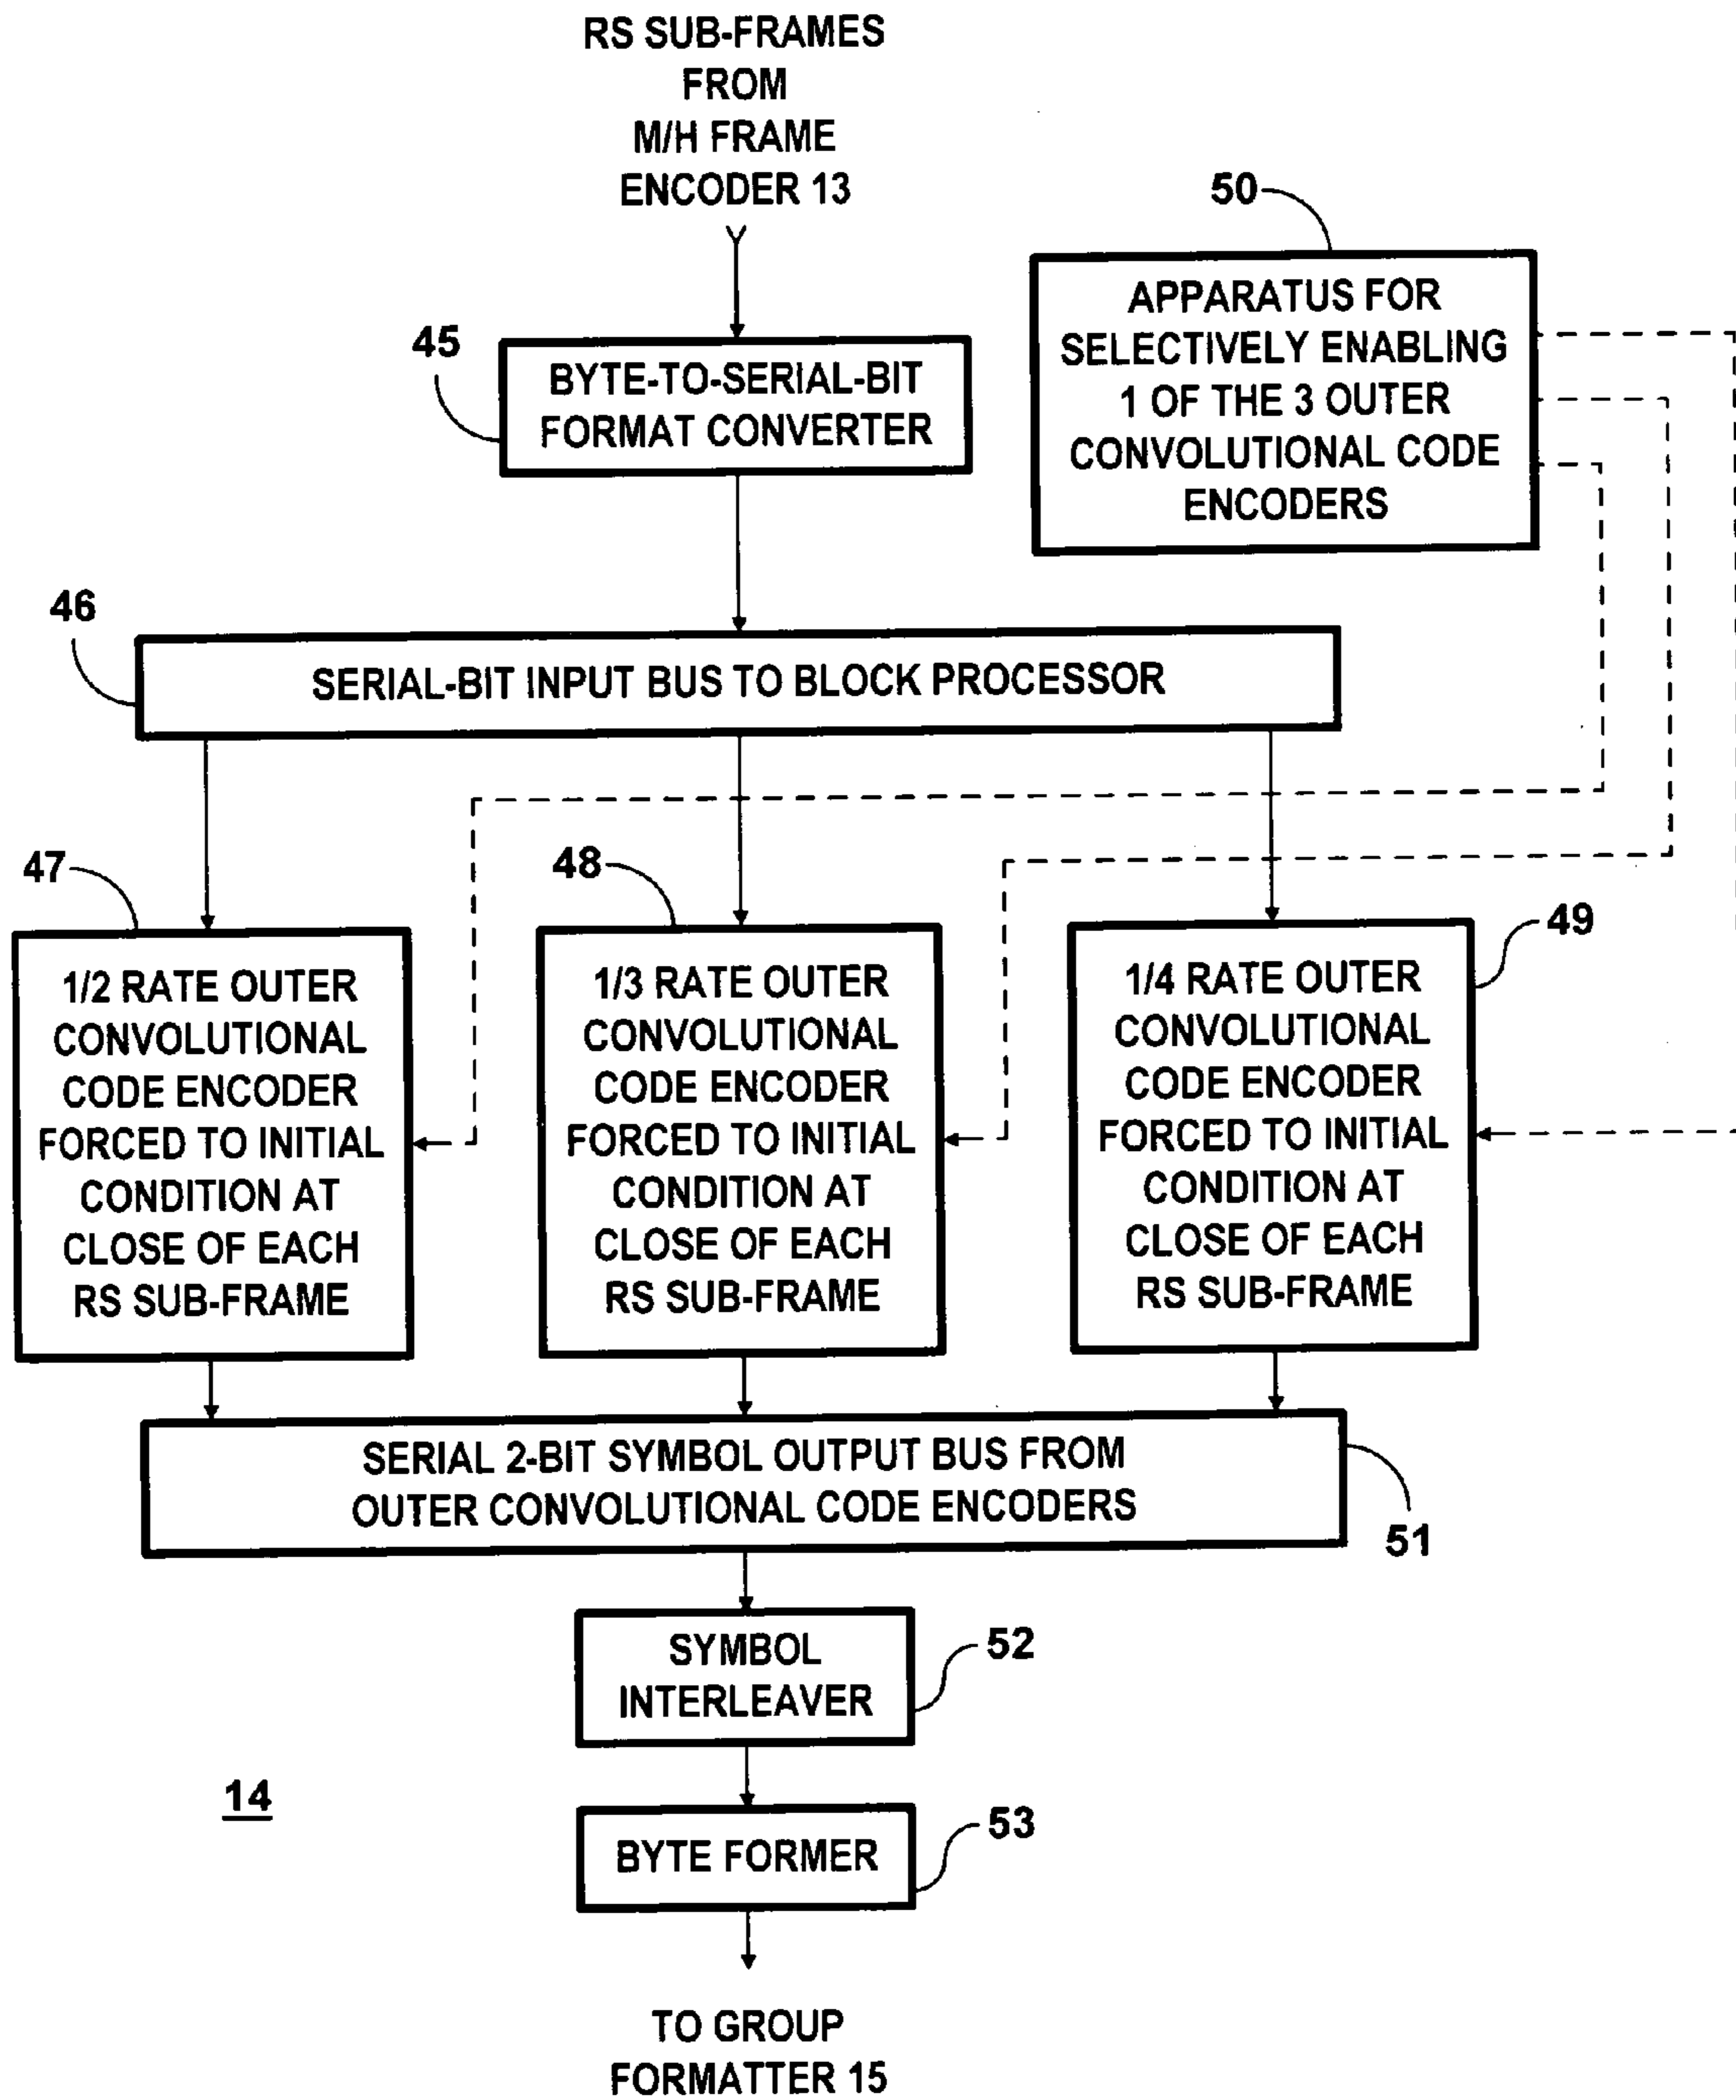 RS SUB-FRAMES
FROM
M/H FRAME
ENCODER 13
50
APPARATUS FOR
SELECTIVELY ENABLING
1 OF THE 3 OUTER
CONVOLUTIONAL CODE
ENCODERS
45
BYTE-TO-SERIAL-BIT
FORMAT CONVERTER
46
SERIAL-BIT INPUT BUS TO BLOCK PROCESSOR
47
1/2 RATE OUTER
CONVOLUTIONAL
CODE ENCODER
FORCED TO INITIAL
CONDITION AT
CLOSE OF EACH
RS SUB-FRAME
48
1/3 RATE OUTER
CONVOLUTIONAL
CODE ENCODER
FORCED TO INITIAL
CONDITION AT
CLOSE OF EACH
RS SUB-FRAME
49
1/4 RATE OUTER
CONVOLUTIONAL
CODE ENCODER
FORCED TO INITIAL
CONDITION AT
CLOSE OF EACH
RS SUB-FRAME
SERIAL 2-BIT SYMBOL OUTPUT BUS FROM
OUTER CONVOLUTIONAL CODE ENCODERS
51
SYMBOL
INTERLEAVER
52
14
BYTE FORMER
53
TO GROUP
FORMATTER 15